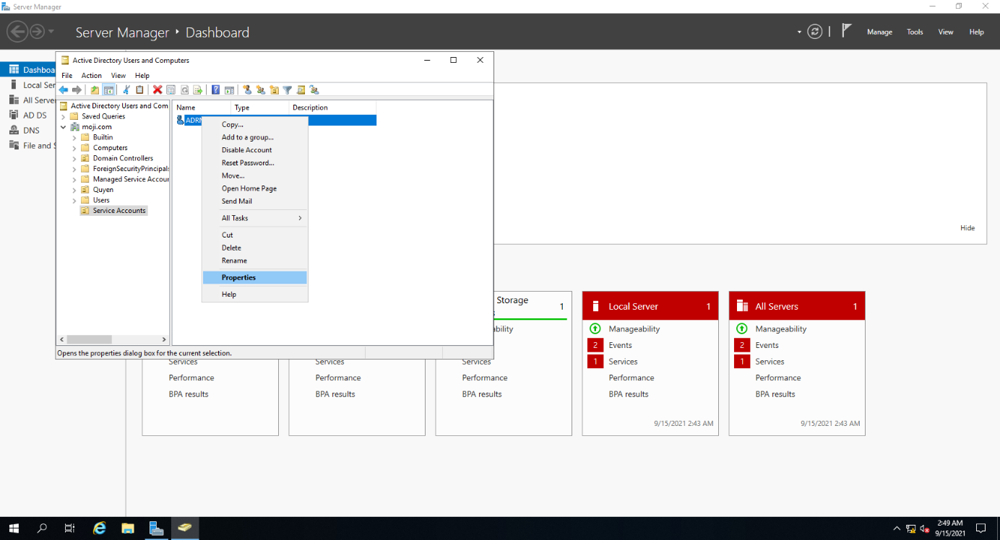 Server Manager
Server Manager • Dashboard
Manage Tools View Help
Dashboa
Local Ser
All Serve
AD DS
DNS
File and S
Active Directory Users and Computers
File Action View Help
Active Directory Users and Com
Saved Queries
moji.com
Builtin
Computers
Domain Controllers
ForeignSecurityPrincipals
Managed Service Accour
Quyen
Users
Service Accounts
Name Type Description
ADRM
Copy...
Add to a group...
Disable Account
Reset Password...
Move...
Open Home Page
Send Mail
All Tasks
Cut
Delete
Rename
Properties
Help
Opens the properties dialog box for the current selection.
Hide
Services
Performance
BPA results
Services
Performance
BPA results
Storage 1
ability
Services
Performance
BPA results
Local Server 1
Manageability
2 Events
1 Services
Performance
BPA results
9/15/2021 2:43 AM
All Servers 1
Manageability
2 Events
1 Services
Performance
BPA results
9/15/2021 2:43 AM
2:49 AM
9/15/2021